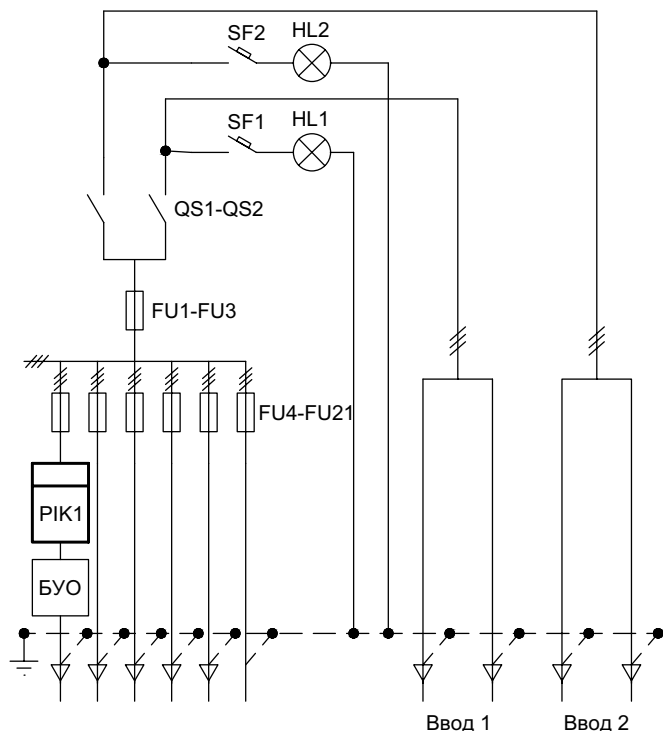 SF2
HL2
SF1
HL1
QS1-QS2
FU1-FU3
FU4-FU21
PIK1
БУО
Ввод 1
Ввод 2